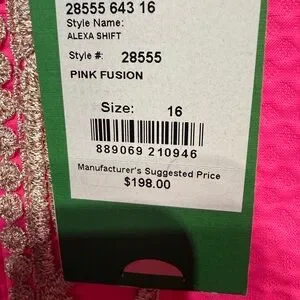 28555 643 16
Style Name:
ALEXA SHIFT
Style #: 28555
PINK FUSION
Size: 16
889069 210946
Manufacturer's Suggested Price
$198.00